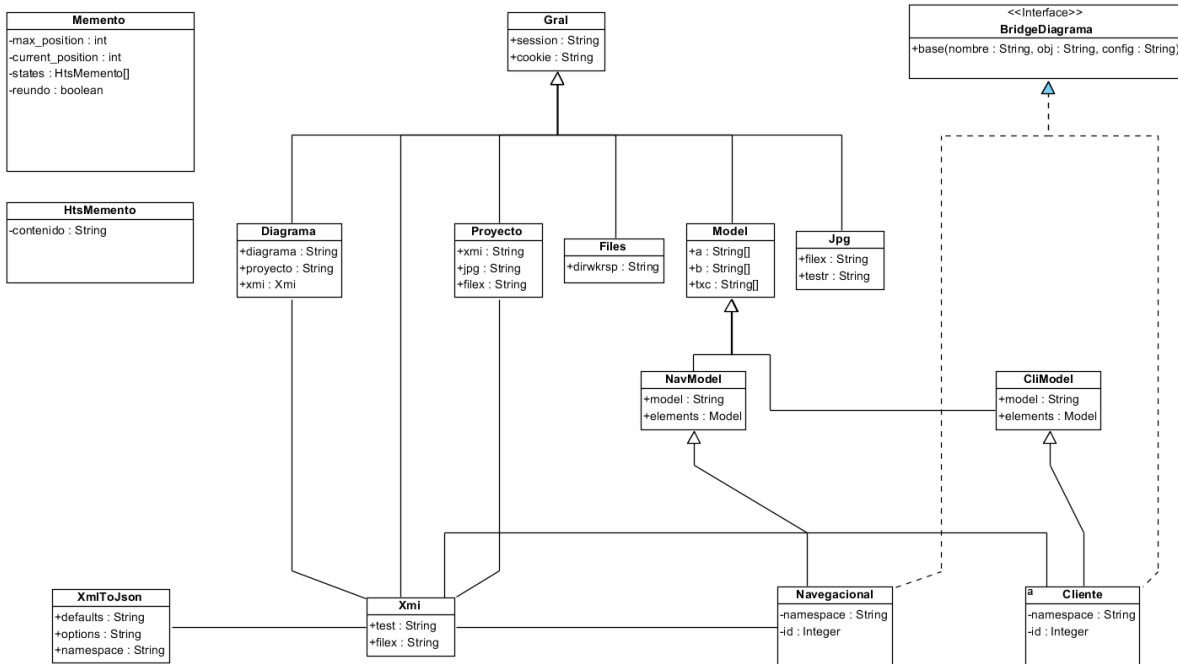 Memento
-max_position : int
-current_position : int
-states : HtsMemento[]
-reundo : boolean
Gral
+session : String
+cookie : String
<<Interface>>
BridgeDiagrama
+base(nombre : String, obj : String, config : String)
HtsMemento
-contenido : String
Diagrama
+diagrama : String
+proyecto : String
+xmi : Xmi
Proyecto
+xmi : String
+jpg : String
+filex : String
Files
+dirwkrsp : String
Model
+a : String[]
+b : String[]
+txc : String[]
Jpg
+filex : String
+testr : String
NavModel
+model : String
+elements : Model
CliModel
+model : String
+elements : Model
XmlToJson
+defaults : String
+options : String
+namespace : String
Xmi
+test : String
+filex : String
Navegacional
-namespace : String
-id : Integer
a
Cliente
-namespace : String
-id : Integer